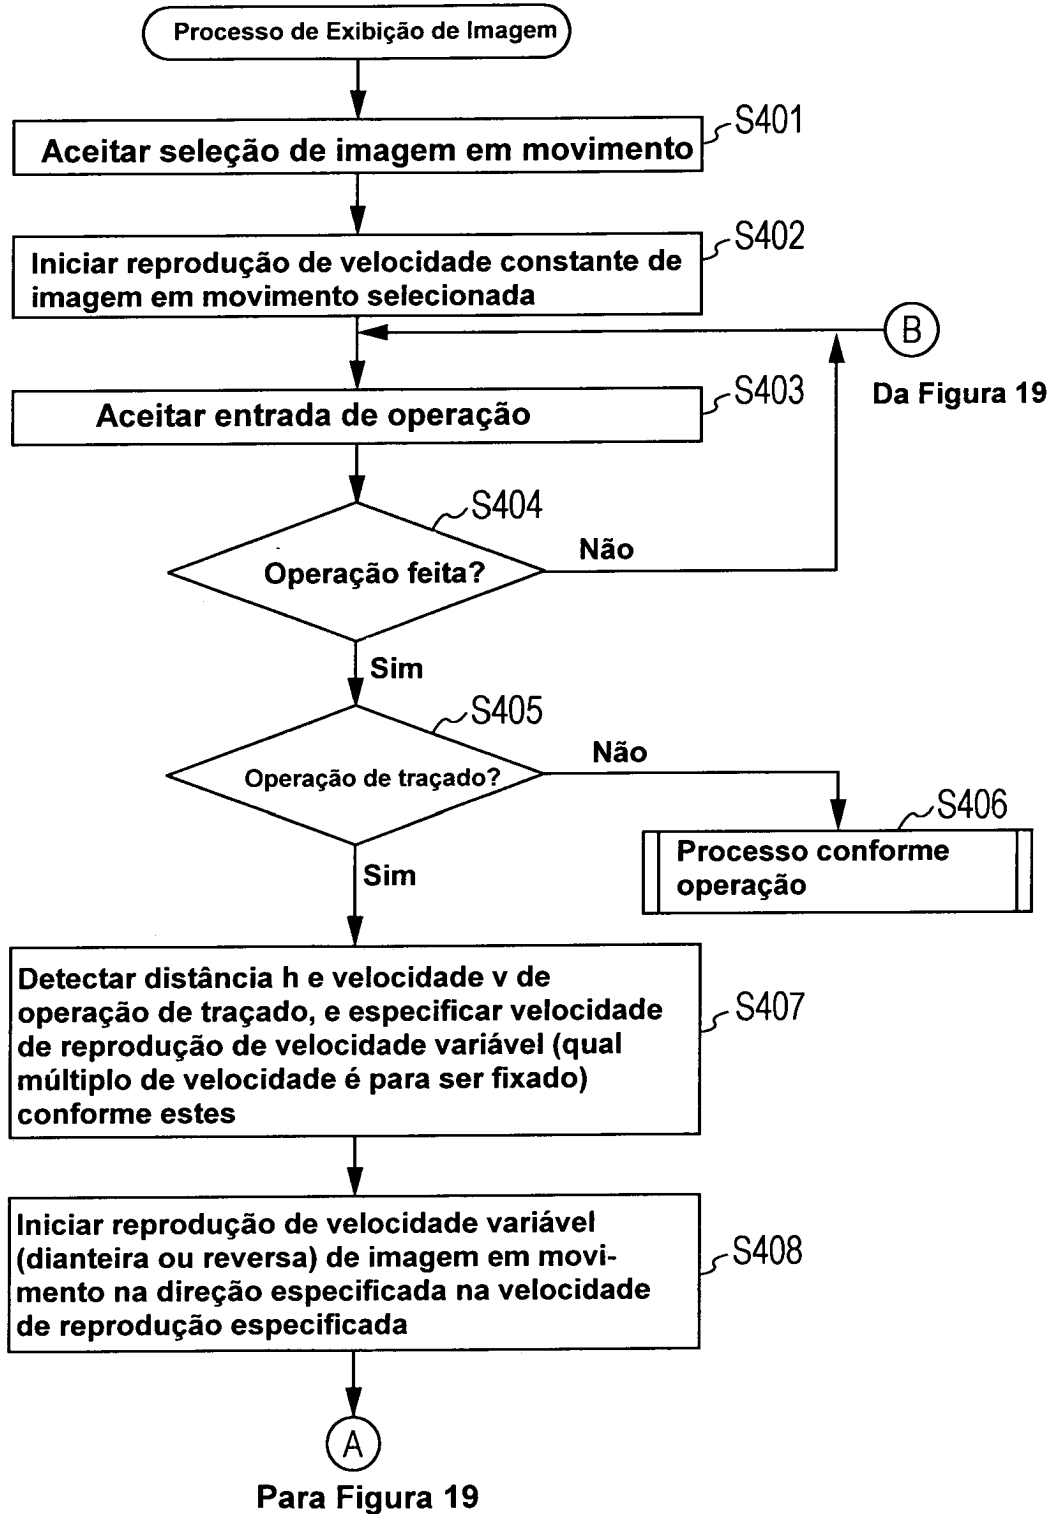 Processo de Exibição de Imagem
S401
Aceitar seleção de imagem em movimento
S402
Iniciar reprodução de velocidade constante de
imagem em movimento selecionada
B
Da Figura 19
S403
Aceitar entrada de operação
S404
Operação feita?
Não
Sim
S405
Operação de traçado?
Não
S406
Processo conforme
operação
Sim
S407
Detectar distância h e velocidade v de
operação de traçado, e especificar velocidade
de reprodução de velocidade variável (qual
múltiplo de velocidade é para ser fixado)
conforme estes
S408
Iniciar reprodução de velocidade variável
(dianteira ou reversa) de imagem em movi-
mento na direção especificada na velocidade
de reprodução especificada
A
Para Figura 19